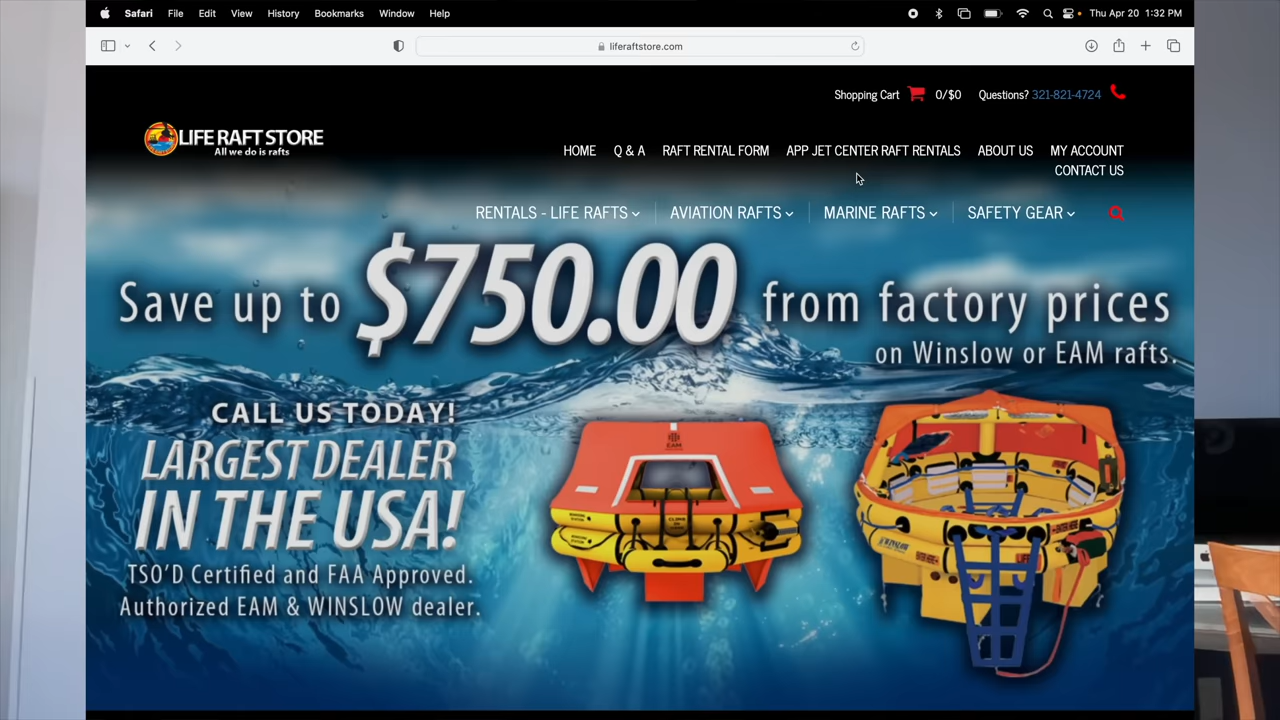 Safari File Edit View History Bookmarks Window Help Thu Apr 20 1:32 PM
liferaftstore.com
Shopping Cart 0/$0 Questions? 321-821-4724
LIFE RAFT STORE
All we do is rafts
HOME Q & A RAFT RENTAL FORM APP JET CENTER RAFT RENTALS ABOUT US MY ACCOUNT
CONTACT US
RENTALS - LIFE RAFTS AVIATION RAFTS MARINE RAFTS SAFETY GEAR
Save up to $750.00 from factory prices
on Winslow or EAM rafts.
CALL US TODAY!
LARGEST DEALER
IN THE USA!
TSO'D Certified and FAA Approved.
Authorized EAM & WINSLOW dealer.
EAM